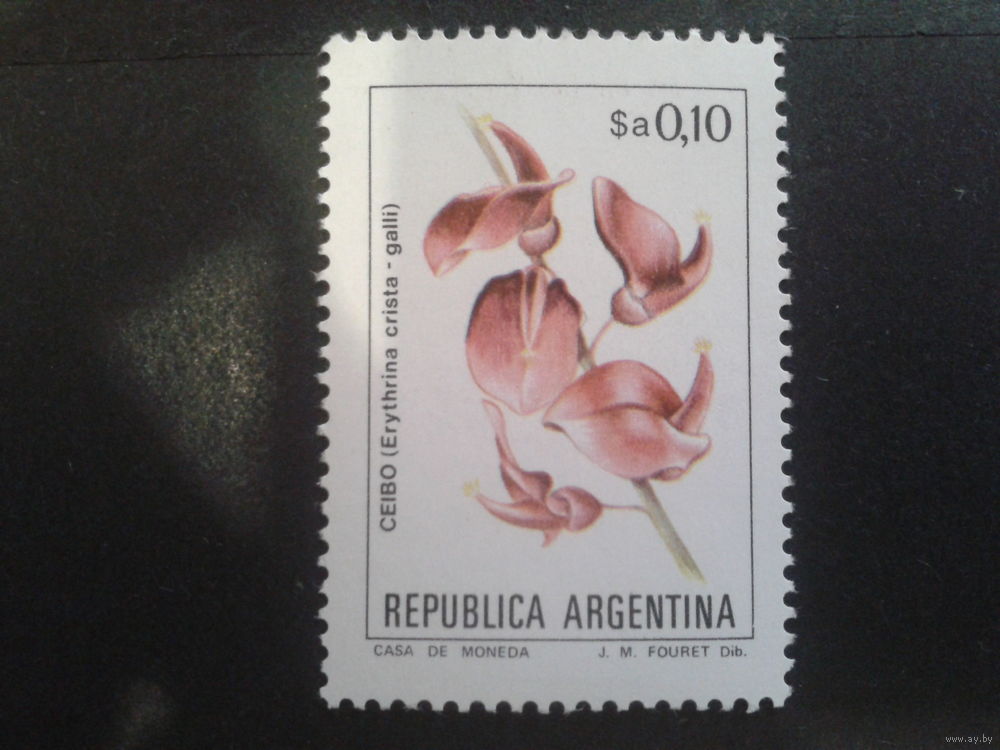 $a 0,10
CEIBO (Erythrina crista - galli)
REPUBLICA ARGENTINA
CASA DE MONEDA J. M. FOURET Dib.
www.ay.by